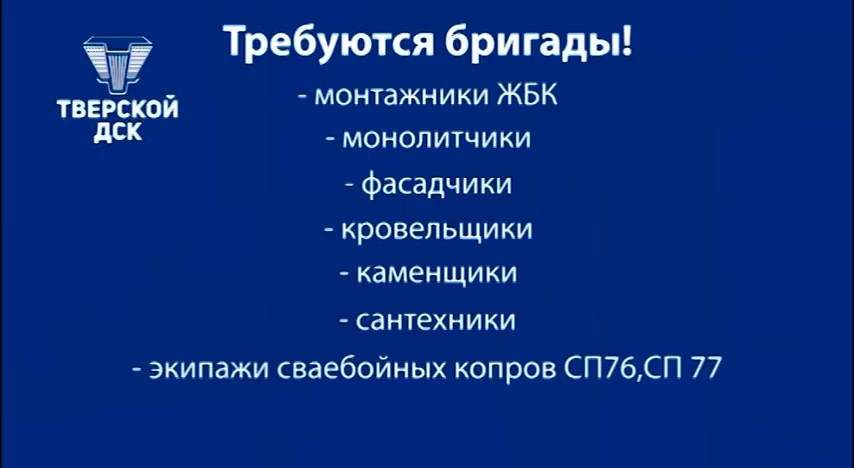 Требуются бригады!
ТВЕРСКОЙ
ДСК
- монтажники ЖБК
- монолитчики
- фасадчики
- кровельщики
- каменщики
- сантехники
- экипажи сваебойных копров СП76,СП 77